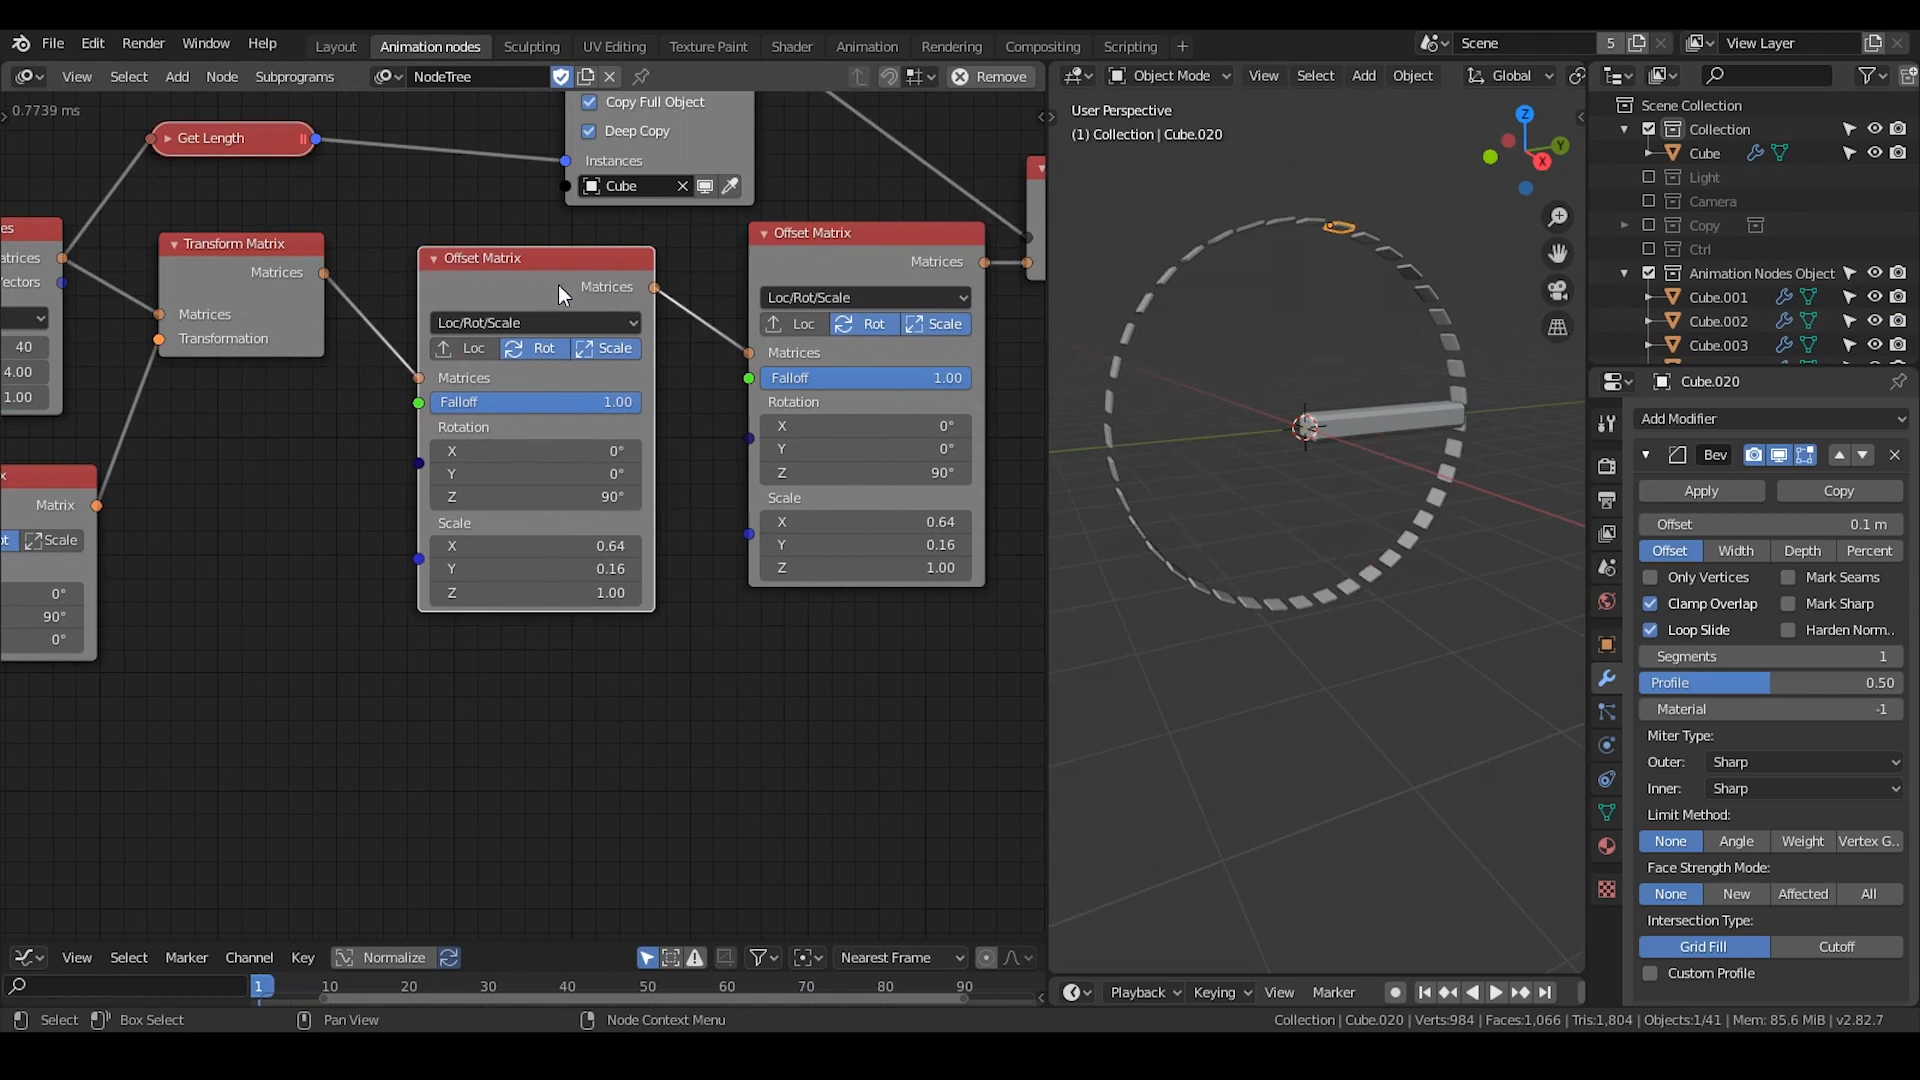 File Edit Render Window Help
Layout Animation nodes Sculpting UV Editing Texture Paint Shader Animation Rendering Compositing Scripting +
Scene 5 View Layer
View Select Add Node Subprograms NodeTree Remove
Object Mode View Select Add Object Global
0.7739 ms
Get Length
Copy Full Object
Deep Copy
Instances
Cube
es
atrices
ectors
40
4.00
1.00
Transform Matrix
Matrices
Matrices
Transformation
x
Matrix
ot Scale
0°
90°
0°
Offset Matrix
Matrices
Loc/Rot/Scale
Loc Rot Scale
Matrices
Falloff 1.00
Rotation
X 0°
Y 0°
Z 90°
Scale
X 0.64
Y 0.16
Z 1.00
Offset Matrix
Matrices
Loc/Rot/Scale
Loc Rot Scale
Matrices
Falloff 1.00
Rotation
X 0°
Y 0°
Z 90°
Scale
X 0.64
Y 0.16
Z 1.00
User Perspective
(1) Collection | Cube.020
Z
Y
X
Scene Collection
Collection
Cube
Light
Camera
Copy
Ctrl
Animation Nodes Object
Cube.001
Cube.002
Cube.003
Cube.020
Add Modifier
Bev
Apply Copy
Offset 0.1 m
Offset Width Depth Percent
Only Vertices Mark Seams
Clamp Overlap Mark Sharp
Loop Slide Harden Norm..
Segments 1
Profile 0.50
Material -1
Miter Type:
Outer: Sharp
Inner: Sharp
Limit Method:
None Angle Weight Vertex G..
Face Strength Mode:
None New Affected All
Intersection Type:
Grid Fill Cutoff
Custom Profile
View Select Marker Channel Key Normalize Nearest Frame
1 10 20 30 40 50 60 70 80 90
Playback Keying View Marker
Select Box Select Pan View Node Context Menu
Collection | Cube.020 | Verts:984 | Faces:1,066 | Tris:1,804 | Objects:1/41 | Mem: 85.6 MiB | v2.82.7